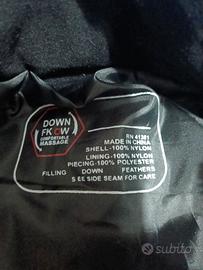 DOWN
FKOW
COMFORTABLE
MASSAGE
RN 41381
MADE IN CHINA
SHELL-100% NYLON
LINING-100% NYLON
PIECING-100% POLYESTER
FILLING DOWN FEATHERS
SEE SIDE SEAM FOR CARE
subito